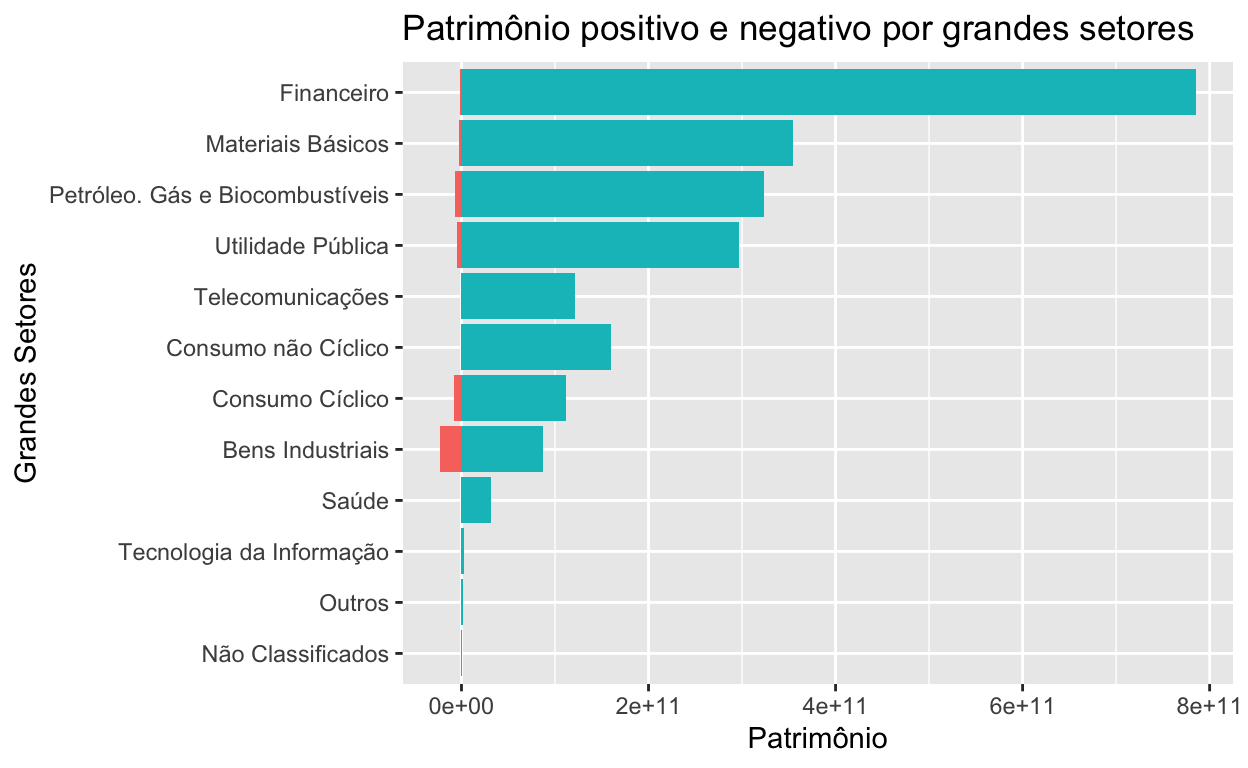 Patrimônio positivo e negativo por grandes setores
Grandes Setores
Financeiro
Materiais Básicos
Petróleo. Gás e Biocombustíveis
Utilidade Pública
Telecomunicações
Consumo não Cíclico
Consumo Cíclico
Bens Industriais
Saúde
Tecnologia da Informação
Outros
Não Classificados
0e+00 2e+11 4e+11 6e+11 8e+11
Patrimônio